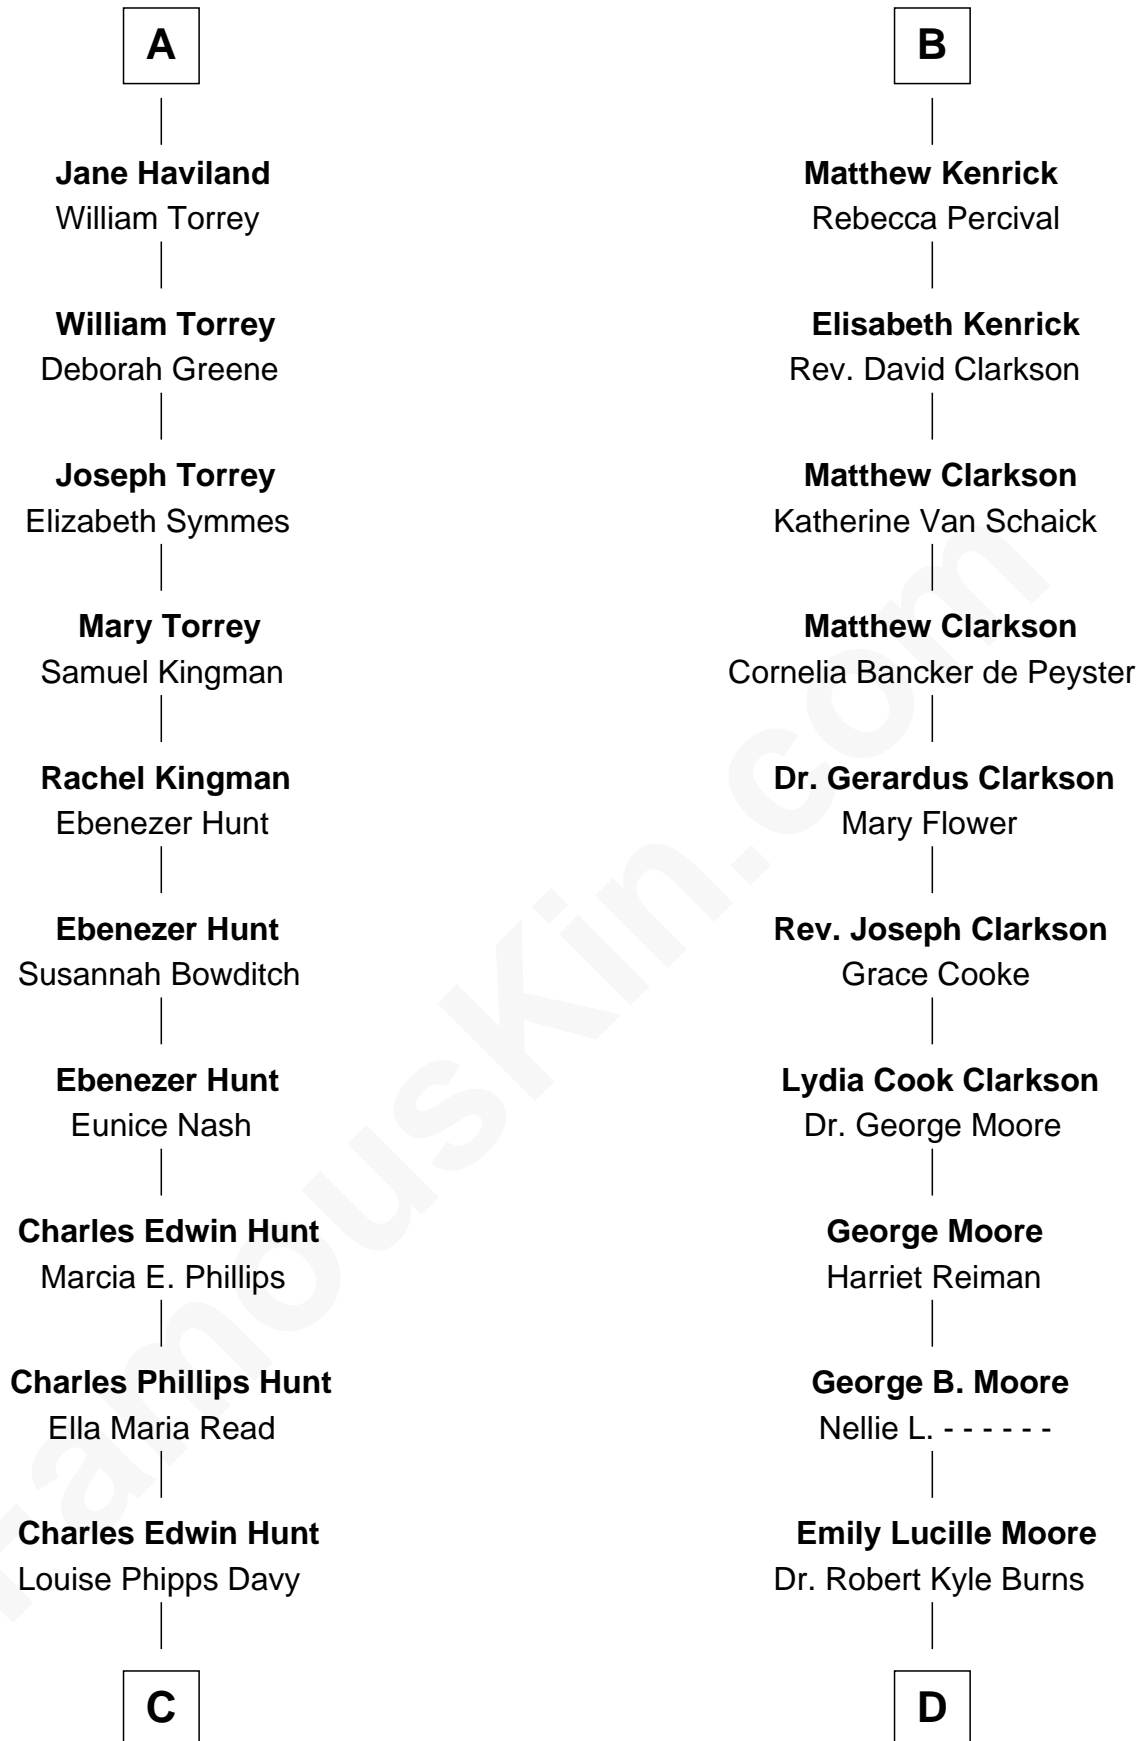 A
Jane Haviland
William Torrey
William Torrey
Deborah Greene
Joseph Torrey
Elizabeth Symmes
Mary Torrey
Samuel Kingman
Rachel Kingman
Ebenezer Hunt
Ebenezer Hunt
Susannah Bowditch
Ebenezer Hunt
Eunice Nash
Charles Edwin Hunt
Marcia E. Phillips
Charles Phillips Hunt
Ella Maria Read
Charles Edwin Hunt
Louise Phipps Davy
C
B
Matthew Kenrick
Rebecca Percival
Elisabeth Kenrick
Rev. David Clarkson
Matthew Clarkson
Katherine Van Schaick
Matthew Clarkson
Cornelia Bancker de Peyster
Dr. Gerardus Clarkson
Mary Flower
Rev. Joseph Clarkson
Grace Cooke
Lydia Cook Clarkson
Dr. George Moore
George Moore
Harriet Reiman
George B. Moore
Nellie L. - - - - - -
Emily Lucille Moore
Dr. Robert Kyle Burns
D
FamousKin.com